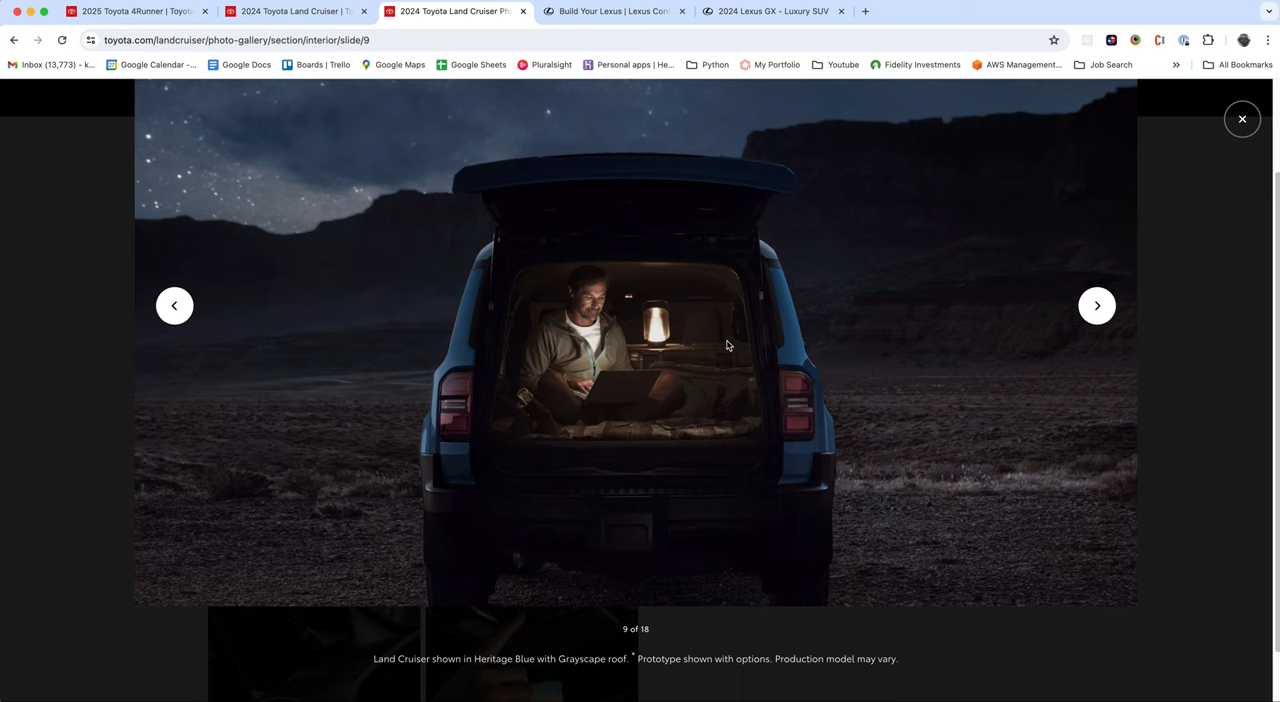 2025 Toyota 4Runner | Toyot
2024 Toyota Land Cruiser | To
2024 Toyota Land Cruiser Pho
Build Your Lexus | Lexus Conf
2024 Lexus GX - Luxury SUV
toyota.com/landcruiser/photo-gallery/section/interior/slide/9
Inbox (13,773) - k...
Google Calendar -...
Google Docs
Boards | Trello
Google Maps
Google Sheets
Pluralsight
Personal apps | He...
Python
My Portfolio
Youtube
Fidelity Investments
AWS Management...
Job Search
All Bookmarks
9 of 18
Land Cruiser shown in Heritage Blue with Grayscape roof. * Prototype shown with options. Production model may vary.